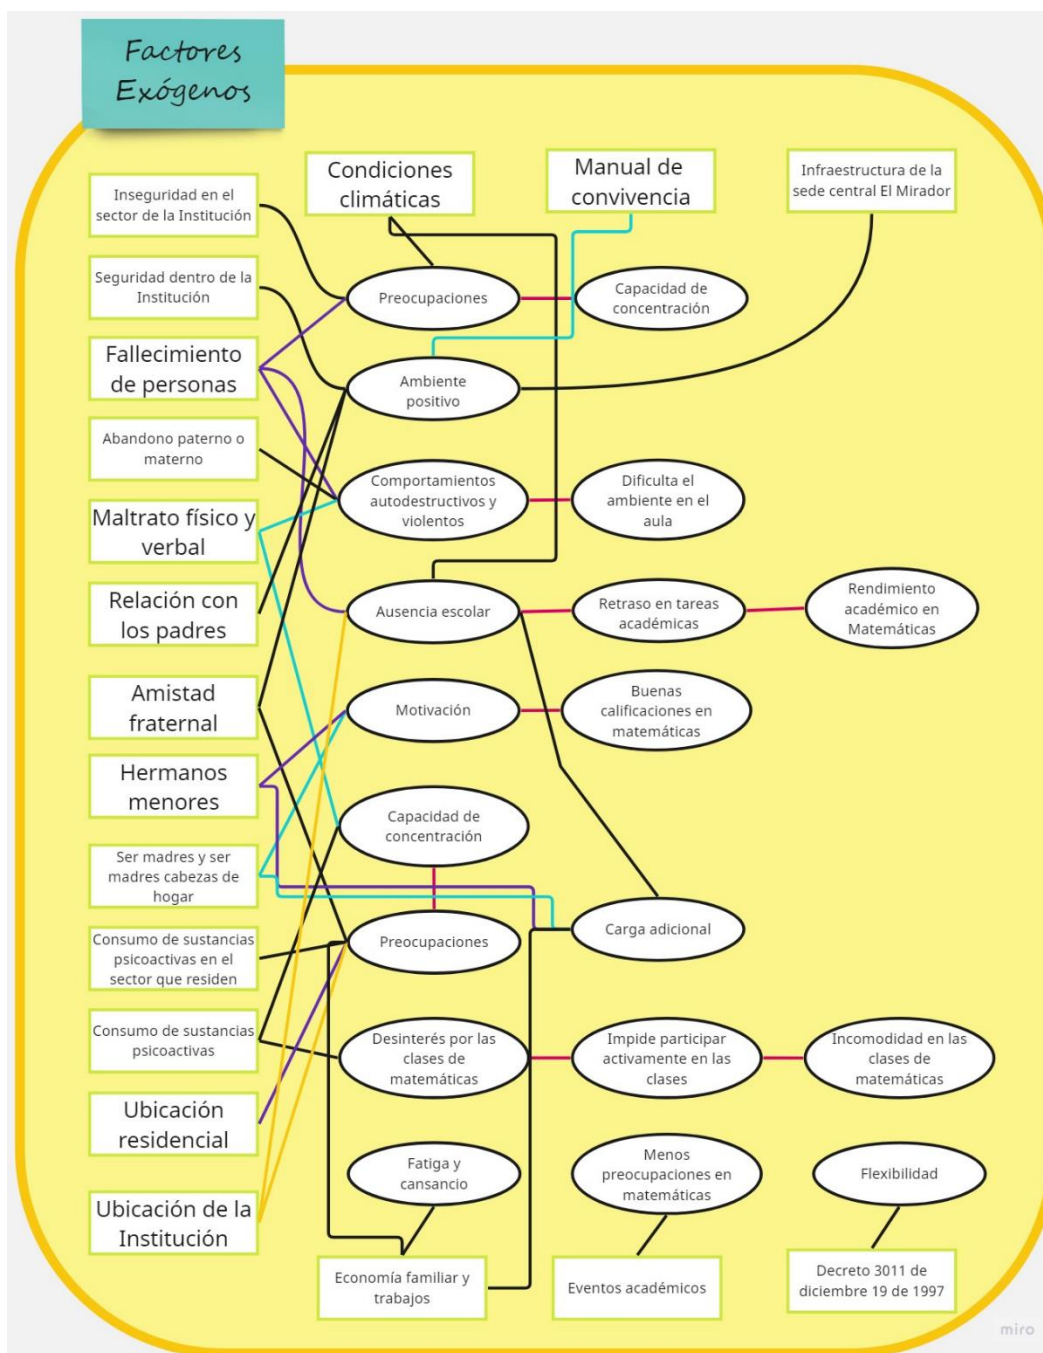 Factores
Exógenos
Condiciones
climáticas
Manual de
convivencia
Infraestructura de la
sede central El Mirador
Inseguridad en el
sector de la Institución
Seguridad dentro de la
Institución
Preocupaciones
Capacidad de
concentración
Fallecimiento
de personas
Ambiente
positivo
Abandono paterno o
materno
Comportamientos
autodestructivos y
violentos
Dificulta el
ambiente en el
aula
Maltrato físico y
verbal
Relación con
los padres
Ausencia escolar
Retraso en tareas
académicas
Rendimiento
académico en
Matemáticas
Amistad
fraternal
Motivación
Buenas
calificaciones en
matemáticas
Hermanos
menores
Capacidad de
concentración
Ser madres y ser
madres cabezas de
hogar
Consumo de sustancias
psicoactivas en el
sector que residen
Preocupaciones
Carga adicional
Consumo de sustancias
psicoactivas
Desinterés por las
clases de
matemáticas
Impide participar
activamente en las
clases
Incomodidad en las
clases de
matemáticas
Ubicación
residencial
Fatiga y
cansancio
Menos
preocupaciones en
matemáticas
Flexibilidad
Ubicación de la
Institución
Economía familiar y
trabajos
Eventos académicos
Decreto 3011 de
diciembre 19 de 1997
miro